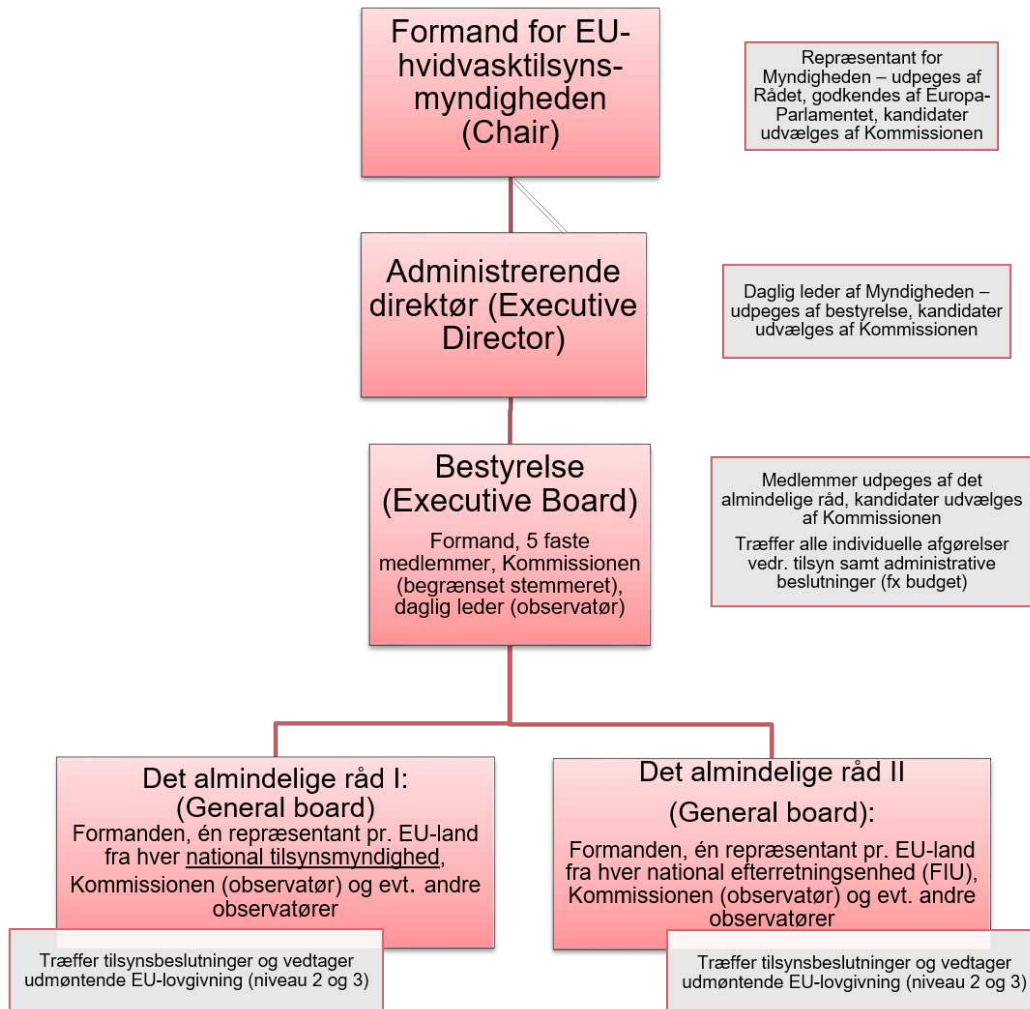 Formand for EU-
hvidvasktilsyns-
myndigheden
(Chair)
Repræsentant for
Myndigheden – udpeges af
Rådet, godkendes af Europa-
Parlamentet, kandidater
udvælges af Kommissionen
Administrerende
direktør (Executive
Director)
Daglig leder af Myndigheden –
udpeges af bestyrelse, kandidater
udvælges af Kommissionen
Bestyrelse
(Executive Board)
Formand, 5 faste
medlemmer, Kommissionen
(begrænset stemmeret),
daglig leder (observatør)
Medlemmer udpeges af det
almindelige råd, kandidater udvælges
af Kommissionen
Træffer alle individuelle afgørelser
vedr. tilsyn samt administrative
beslutninger (fx budget)
Det almindelige råd I:
(General board)
Formanden, én repræsentant pr. EU-land
fra hver national tilsynsmyndighed,
Kommissionen (observatør) og evt. andre
observatører
Træffer tilsynsbeslutninger og vedtager
udmøntende EU-lovgivning (niveau 2 og 3)
Det almindelige råd II
(General board):
Formanden, én repræsentant pr. EU-land
fra hver national efterretningsenhed (FIU),
Kommissionen (observatør) og evt. andre
observatører
Træffer tilsynsbeslutninger og vedtager
udmøntende EU-lovgivning (niveau 2 og 3)